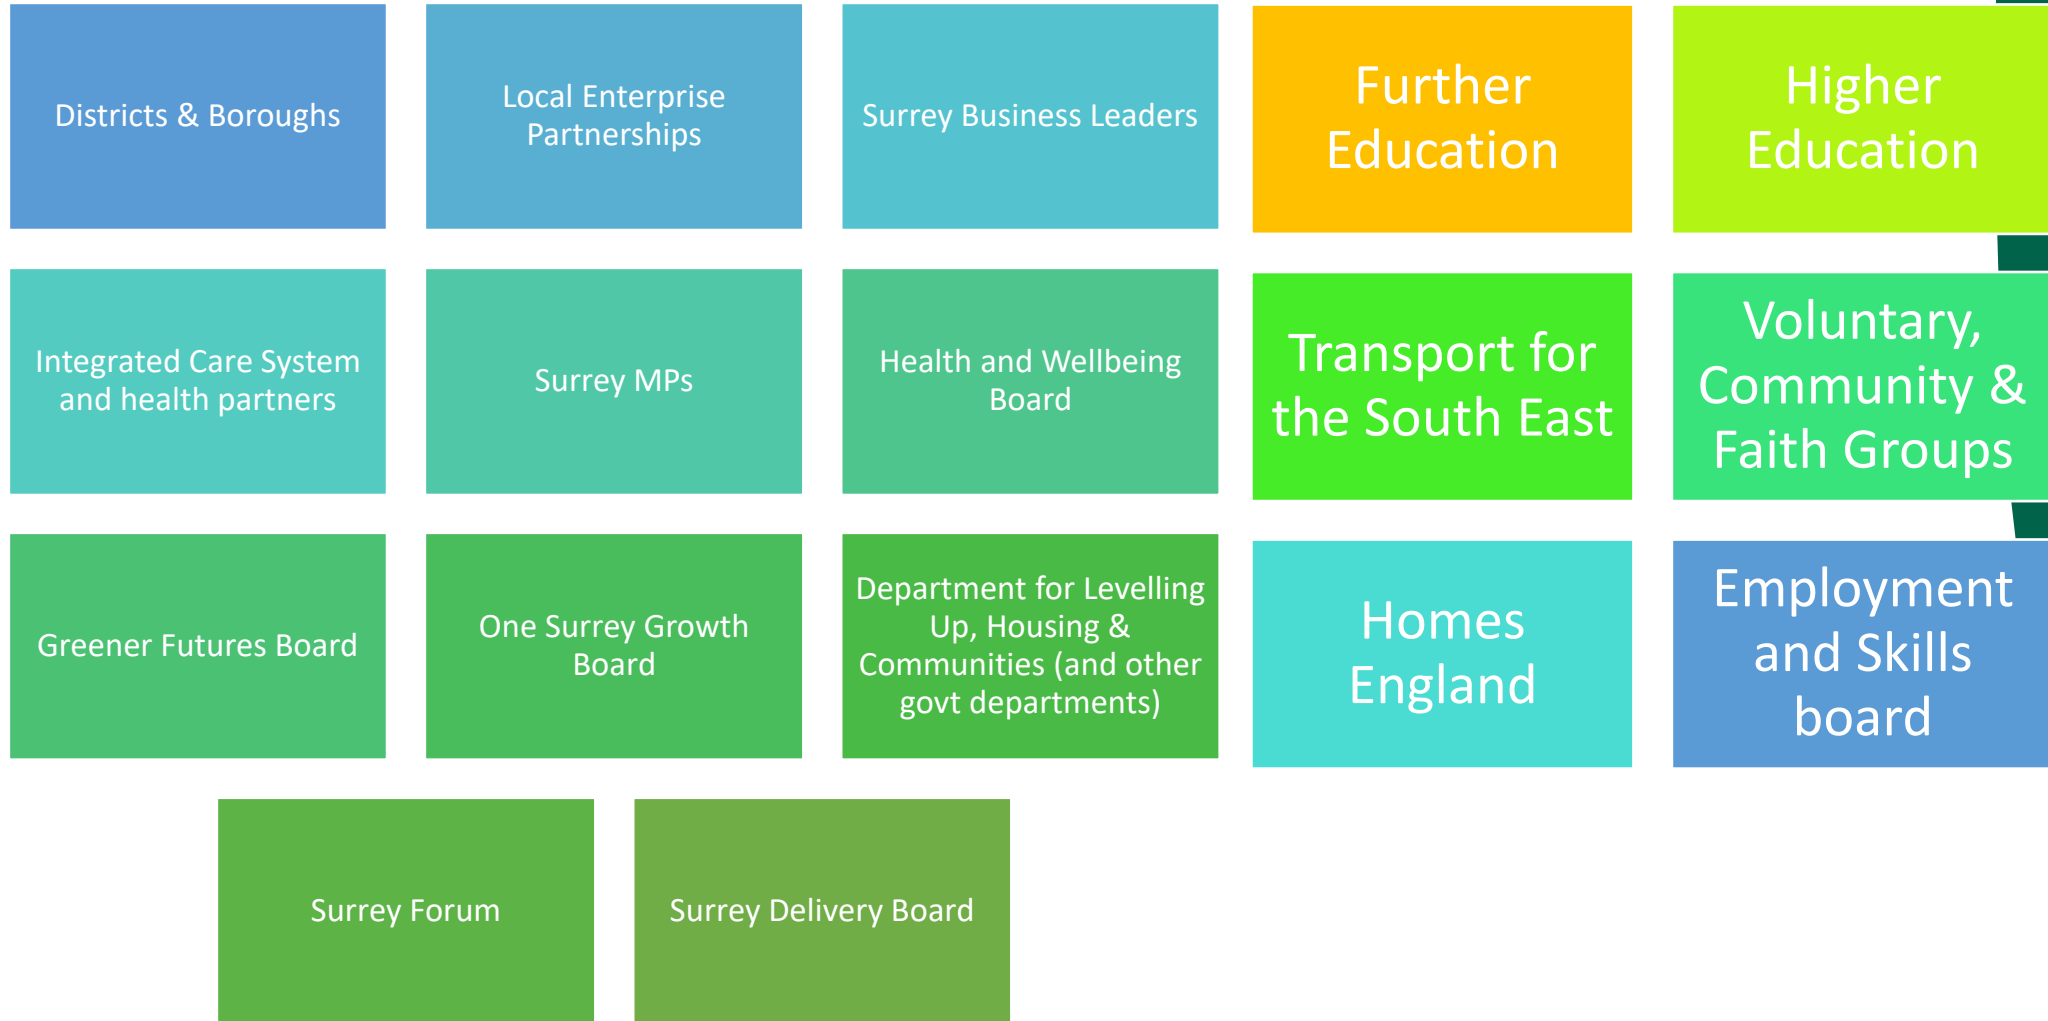 Districts & Boroughs
Local Enterprise
Partnerships
Surrey Business Leaders
Further
Education
Higher
Education
Integrated Care System
and health partners
Surrey MPs
Health and Wellbeing
Board
Transport for
the South East
Voluntary,
Community &
Faith Groups
Greener Futures Board
One Surrey Growth
Board
Department for Levelling
Up, Housing &
Communities (and other
govt departments)
Homes
England
Employment
and Skills
board
Surrey Forum
Surrey Delivery Board